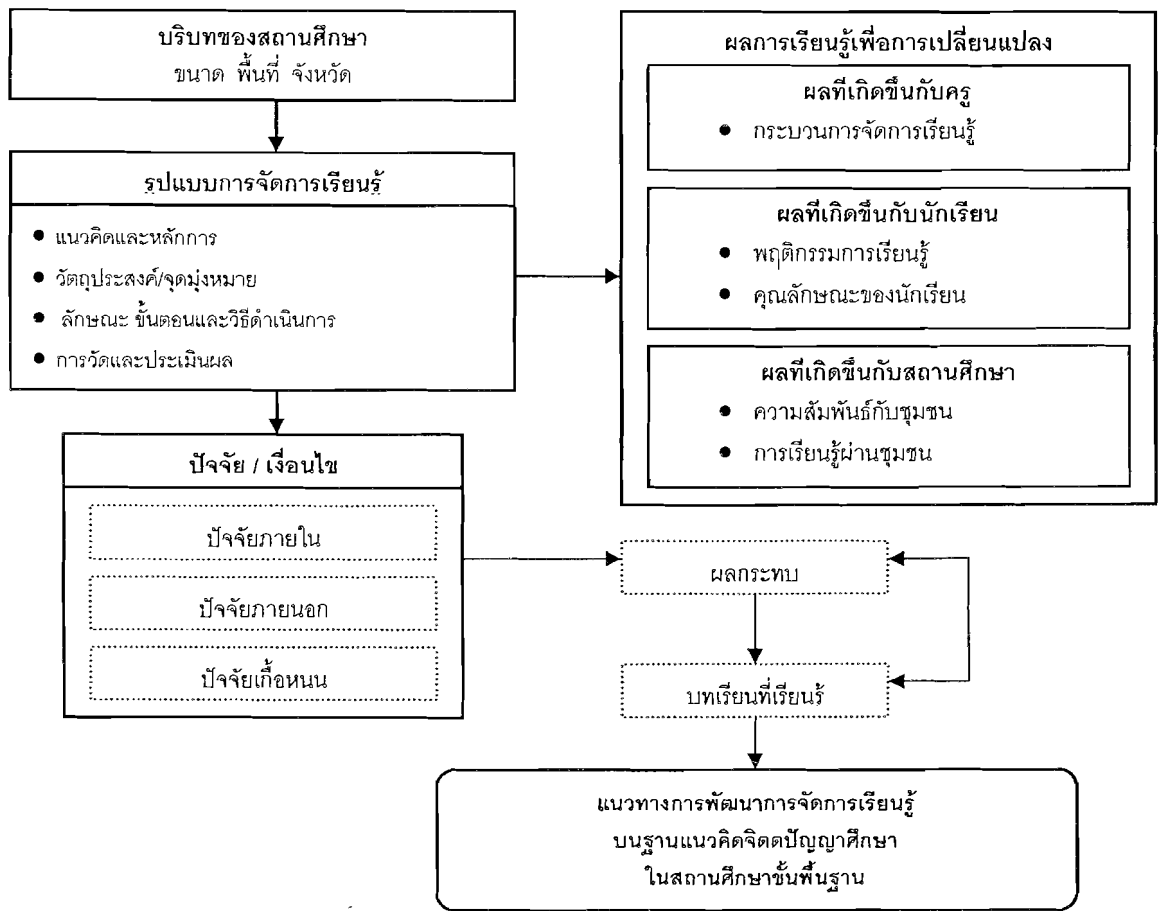 บริบทของสถานศึกษา
ขนาด พื้นที่ จังหวัด
รูปแบบการจัดการเรียนรู้
● แนวคิดและหลักการ
● วัตถุประสงค์/จุดมุ่งหมาย
● ลักษณะ ขั้นตอนและวิธีดำเนินการ
● การวัดและประเมินผล
ปัจจัย / เงื่อนไข
ปัจจัยภายใน
ปัจจัยภายนอก
ปัจจัยเกื้อหนุน
ผลการเรียนรู้เพื่อการเปลี่ยนแปลง
ผลที่เกิดขึ้นกับครู
● กระบวนการจัดการเรียนรู้
ผลที่เกิดขึ้นกับนักเรียน
● พฤติกรรมการเรียนรู้
● คุณลักษณะของนักเรียน
ผลที่เกิดขึ้นกับสถานศึกษา
● ความสัมพันธ์กับชุมชน
● การเรียนรู้ผ่านชุมชน
ผลกระทบ
บทเรียนที่เรียนรู้
แนวทางการพัฒนาการจัดการเรียนรู้
บนฐานแนวคิดจิตตปัญญาศึกษา
ในสถานศึกษาขั้นพื้นฐาน